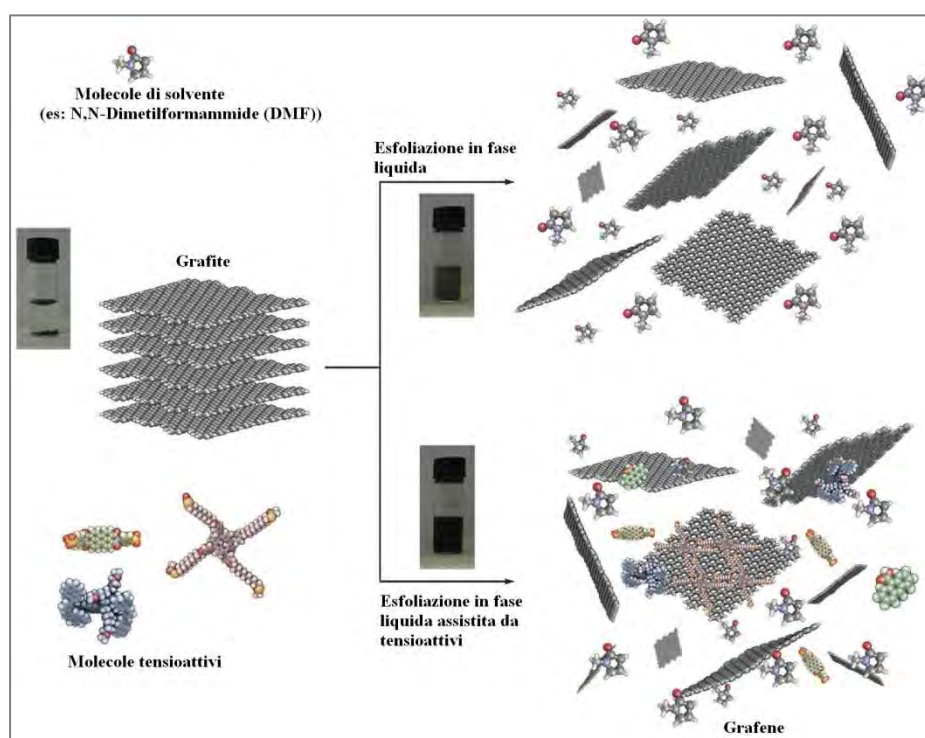 Molecole di solvente
(es: N,N-Dimetilformammide (DMF))
Esfoliazione in fase
liquida
Grafite
Esfoliazione in fase
liquida assistita da
tensioattivi
Molecole tensioattivi
Grafene